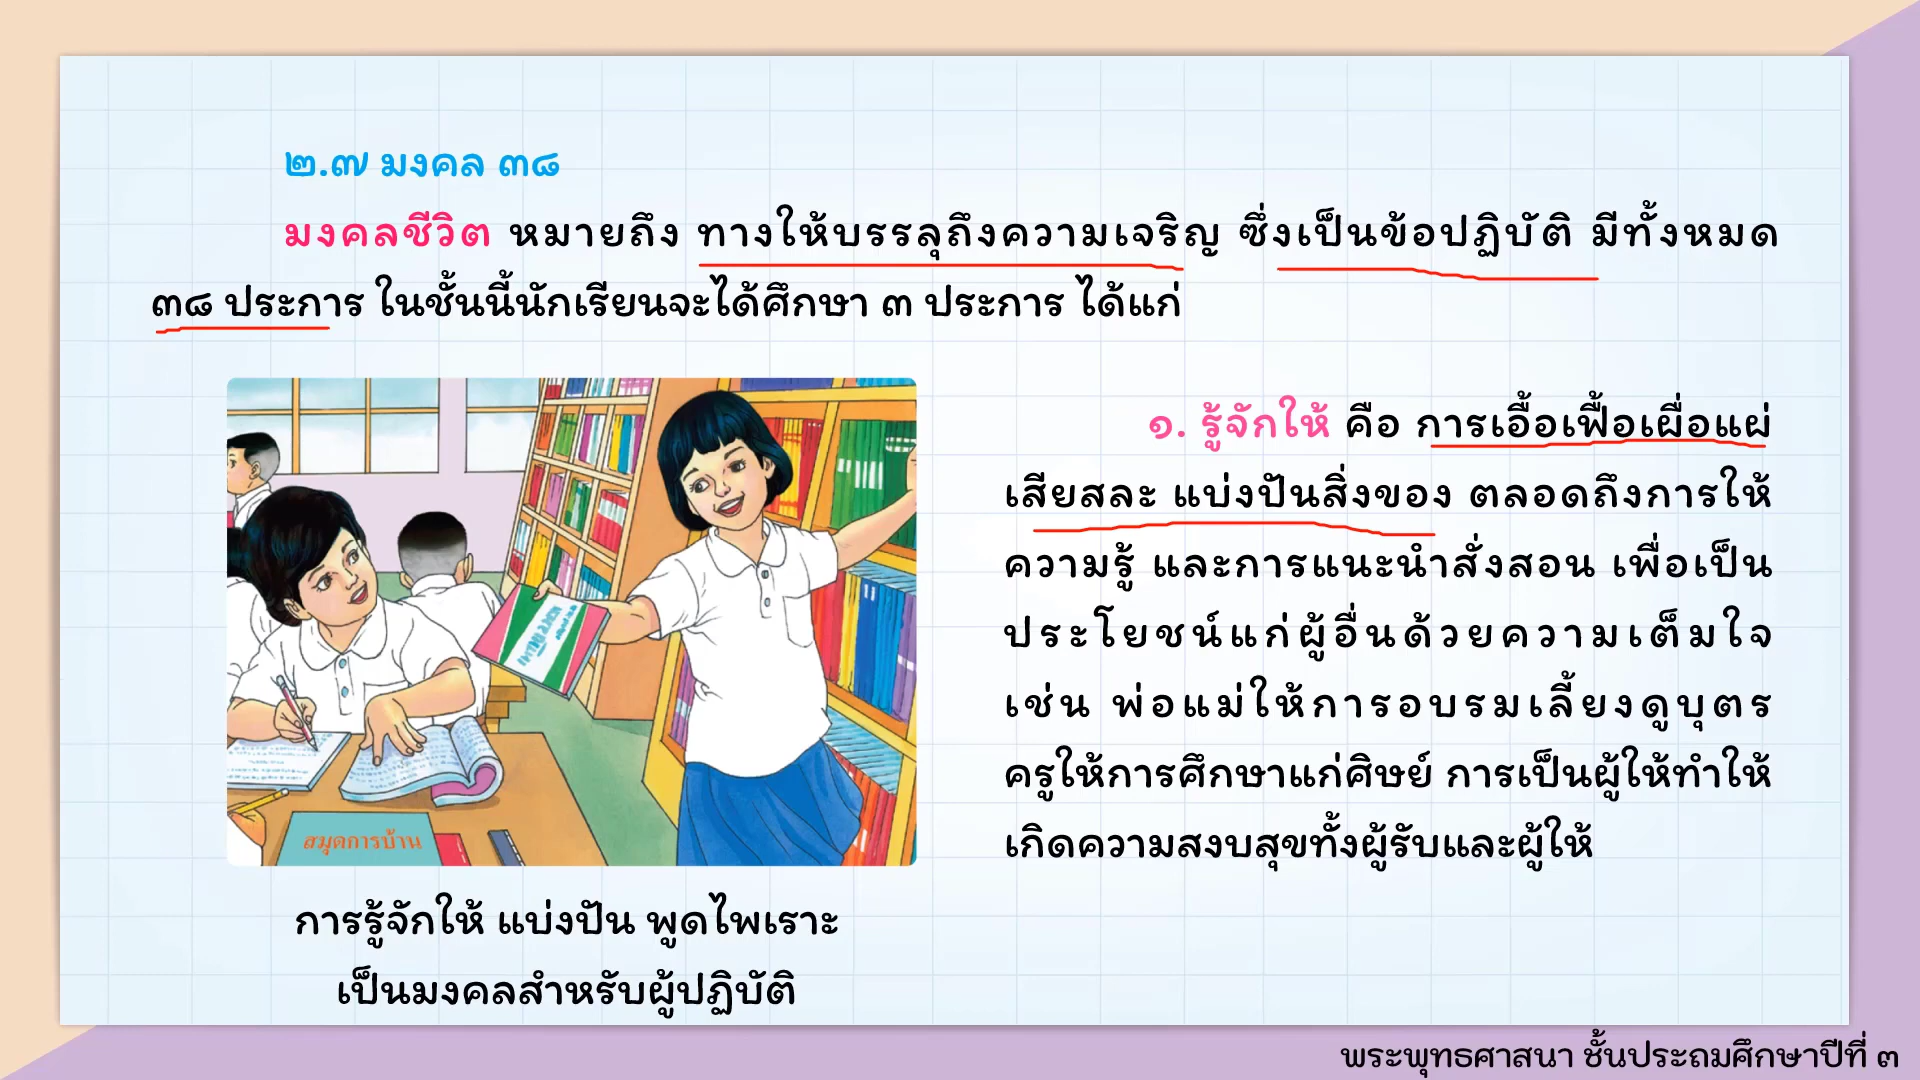 ๒.๗ มงคล ๓๘
มงคลชีวิต หมายถึง ทางให้บรรลุถึงความเจริญ ซึ่งเป็นข้อปฏิบัติ มีทั้งหมด
๓๘ ประการ ในชั้นนี้นักเรียนจะได้ศึกษา ๓ ประการ ได้แก่
๑. รู้จักให้ คือ การเอื้อเฟื้อเผื่อแผ่
เสียสละ แบ่งปันสิ่งของ ตลอดถึงการให้
ความรู้ และการแนะนำสั่งสอน เพื่อเป็น
ประโยชน์แก่ผู้อื่นด้วยความเต็มใจ
เช่น พ่อแม่ให้การอบรมเลี้ยงดูบุตร
ครูให้การศึกษาแก่ศิษย์ การเป็นผู้ให้ทำให้
เกิดความสงบสุขทั้งผู้รับและผู้ให้
สมุดการบ้าน
การรู้จักให้ แบ่งปัน พูดไพเราะ
เป็นมงคลสำหรับผู้ปฏิบัติ
พระพุทธศาสนา ชั้นประถมศึกษาปีที่ ๓